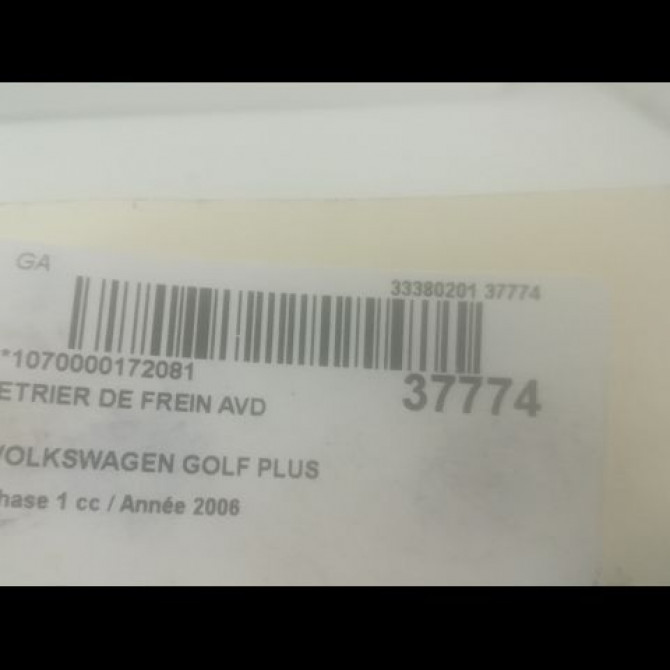 GA
33380201 37774
*1070000172081
37774
ETRIER DE FREIN AVD
VOLKSWAGEN GOLF PLUS
hase 1 cc / Année 2006